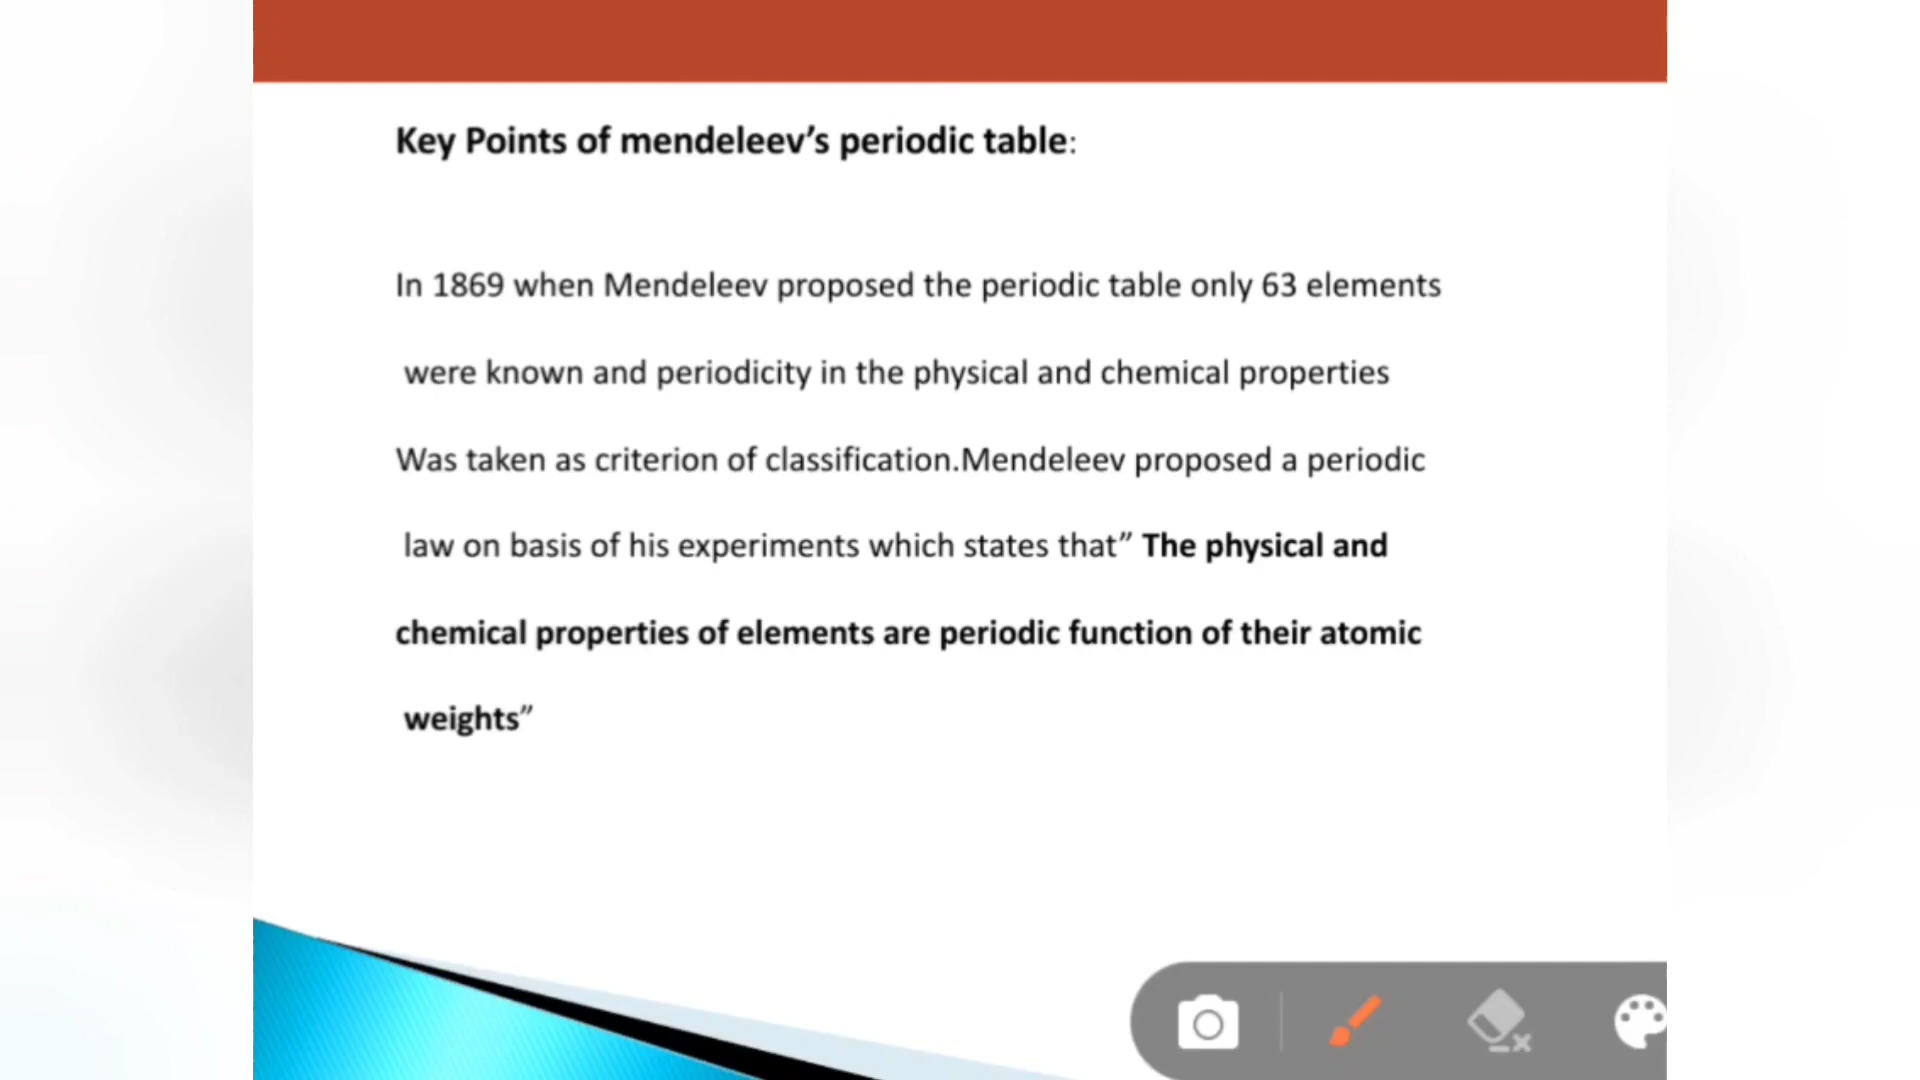 Key Points of mendeleev’s periodic table:
In 1869 when Mendeleev proposed the periodic table only 63 elements
were known and periodicity in the physical and chemical properties
Was taken as criterion of classification.Mendeleev proposed a periodic
law on basis of his experiments which states that” The physical and
chemical properties of elements are periodic function of their atomic
weights”